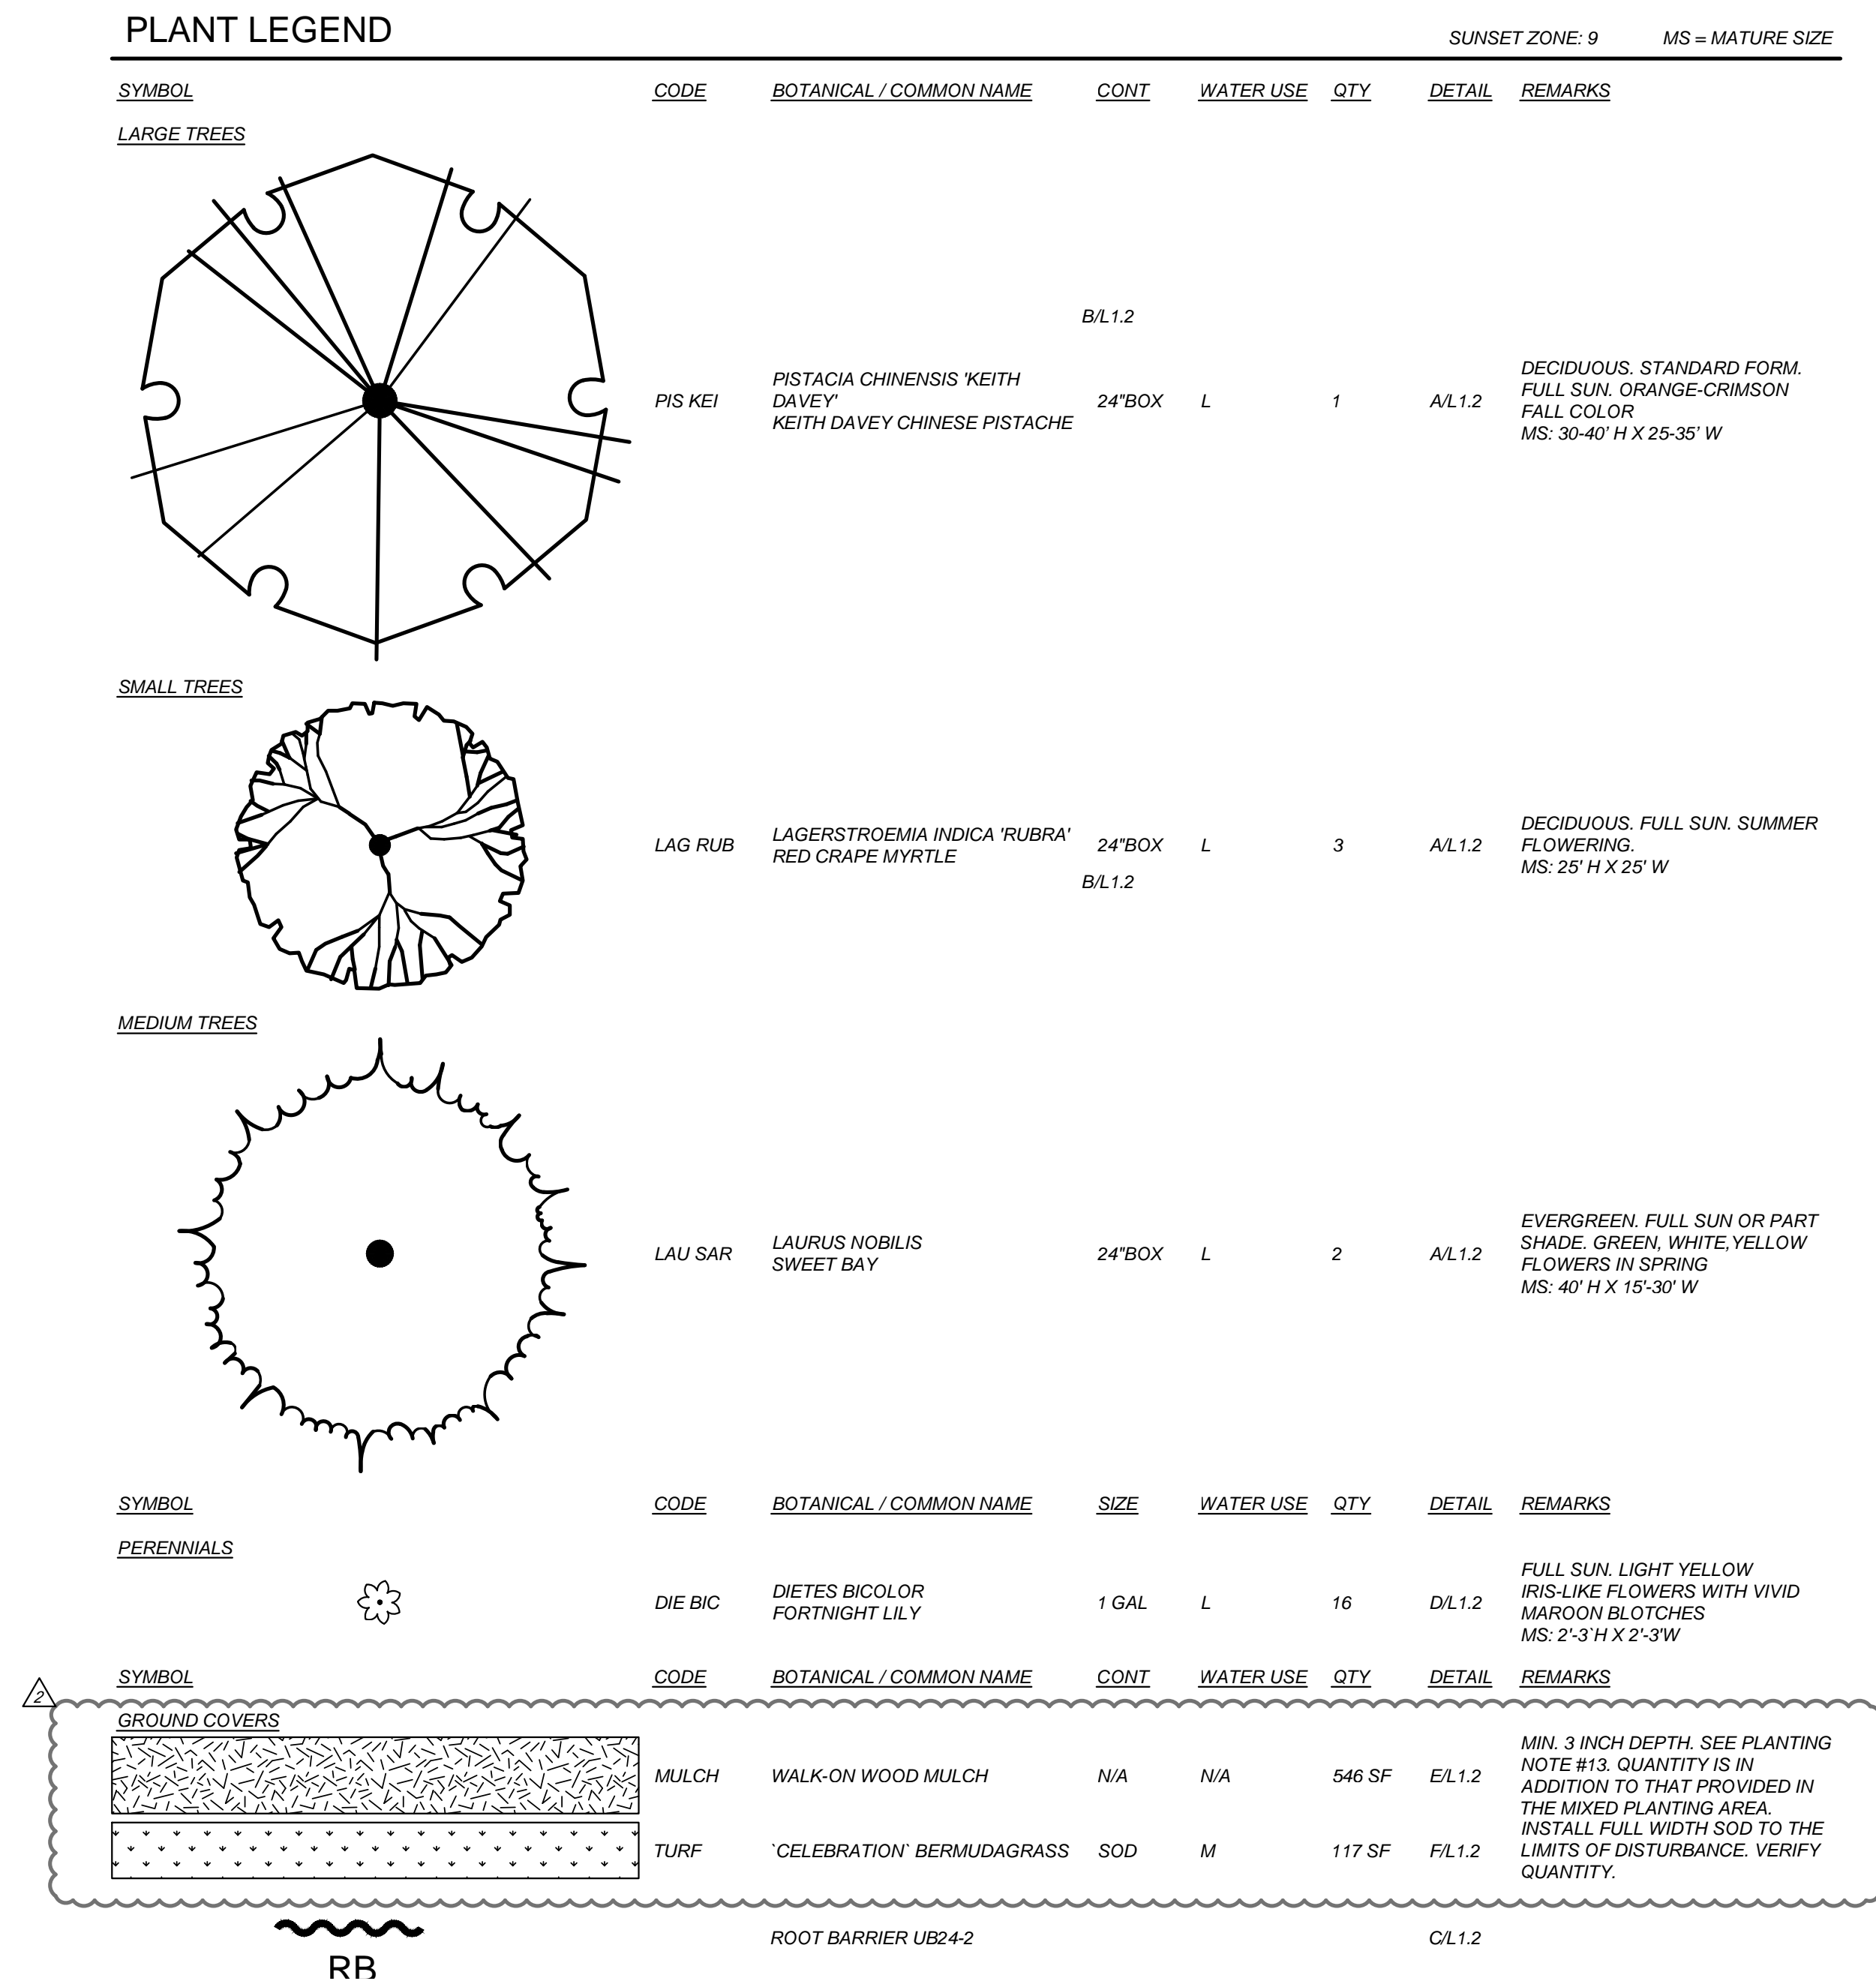 PLANT LEGEND
SUNSET ZONE: 9 MS = MATURE SIZE
SYMBOL CODE BOTANICAL / COMMON NAME CONT WATER USE QTY DETAIL REMARKS
LARGE TREES
B/L1.2
PIS KEI
PISTACIA CHINENSIS 'KEITH
DAVEY'
KEITH DAVEY CHINESE PISTACHE
24"BOX L 1 A/L1.2
DECIDUOUS. STANDARD FORM.
FULL SUN. ORANGE-CRIMSON
FALL COLOR
MS: 30-40' H X 25-35' W
SMALL TREES
LAG RUB
LAGERSTROEMIA INDICA 'RUBRA'
RED CRAPE MYRTLE
24"BOX L 3 A/L1.2
B/L1.2
DECIDUOUS. FULL SUN. SUMMER
FLOWERING.
MS: 25' H X 25' W
MEDIUM TREES
LAU SAR
LAURUS NOBILIS
SWEET BAY
24"BOX L 2 A/L1.2
EVERGREEN. FULL SUN OR PART
SHADE. GREEN, WHITE,YELLOW
FLOWERS IN SPRING
MS: 40' H X 15'-30' W
SYMBOL CODE BOTANICAL / COMMON NAME SIZE WATER USE QTY DETAIL REMARKS
PERENNIALS
DIE BIC
DIETES BICOLOR
FORTNIGHT LILY
1 GAL L 16 D/L1.2
FULL SUN. LIGHT YELLOW
IRIS-LIKE FLOWERS WITH VIVID
MAROON BLOTCHES
MS: 2'-3`H X 2'-3'W
SYMBOL CODE BOTANICAL / COMMON NAME CONT WATER USE QTY DETAIL REMARKS
2
GROUND COVERS
MULCH WALK-ON WOOD MULCH N/A N/A 546 SF E/L1.2
MIN. 3 INCH DEPTH. SEE PLANTING
NOTE #13. QUANTITY IS IN
ADDITION TO THAT PROVIDED IN
THE MIXED PLANTING AREA.
TURF `CELEBRATION` BERMUDAGRASS SOD M 117 SF F/L1.2
INSTALL FULL WIDTH SOD TO THE
LIMITS OF DISTURBANCE. VERIFY
QUANTITY.
ROOT BARRIER UB24-2 C/L1.2
RB